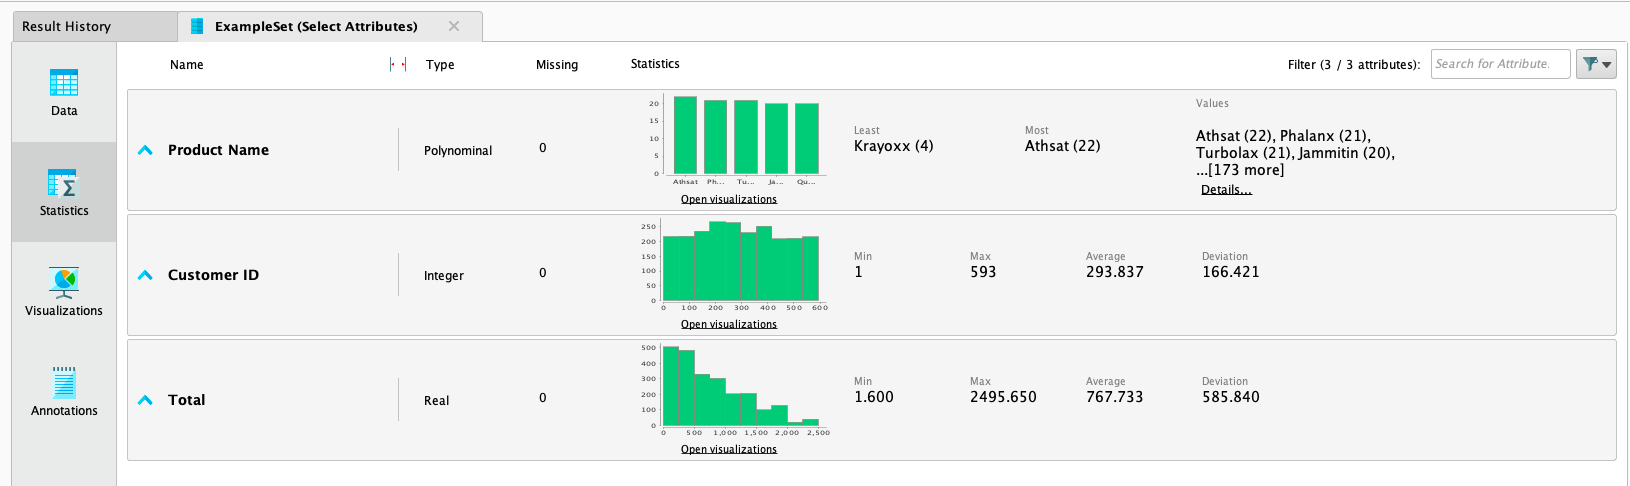 Result History
ExampleSet (Select Attributes)
Name
Type
Missing
Statistics
Filter (3 / 3 attributes):
Search for Attribute.
Data
Statistics
Visualizations
Annotations
Product Name
Polynominal
0
20
15
10
5
0
Athsat Ph... Tu... Ja... Qu...
Open visualizations
Least
Krayoxx (4)
Most
Athsat (22)
Values
Athsat (22), Phalanx (21),
Turbolax (21), Jammitin (20),
...[173 more]
Details...
Customer ID
Integer
0
250
200
150
100
50
0
0 100 200 300 400 500 600
Open visualizations
Min
1
Max
593
Average
293.837
Deviation
166.421
Total
Real
0
500
400
300
200
100
0
0 500 1,000 1,500 2,000 2,500
Open visualizations
Min
1.600
Max
2495.650
Average
767.733
Deviation
585.840